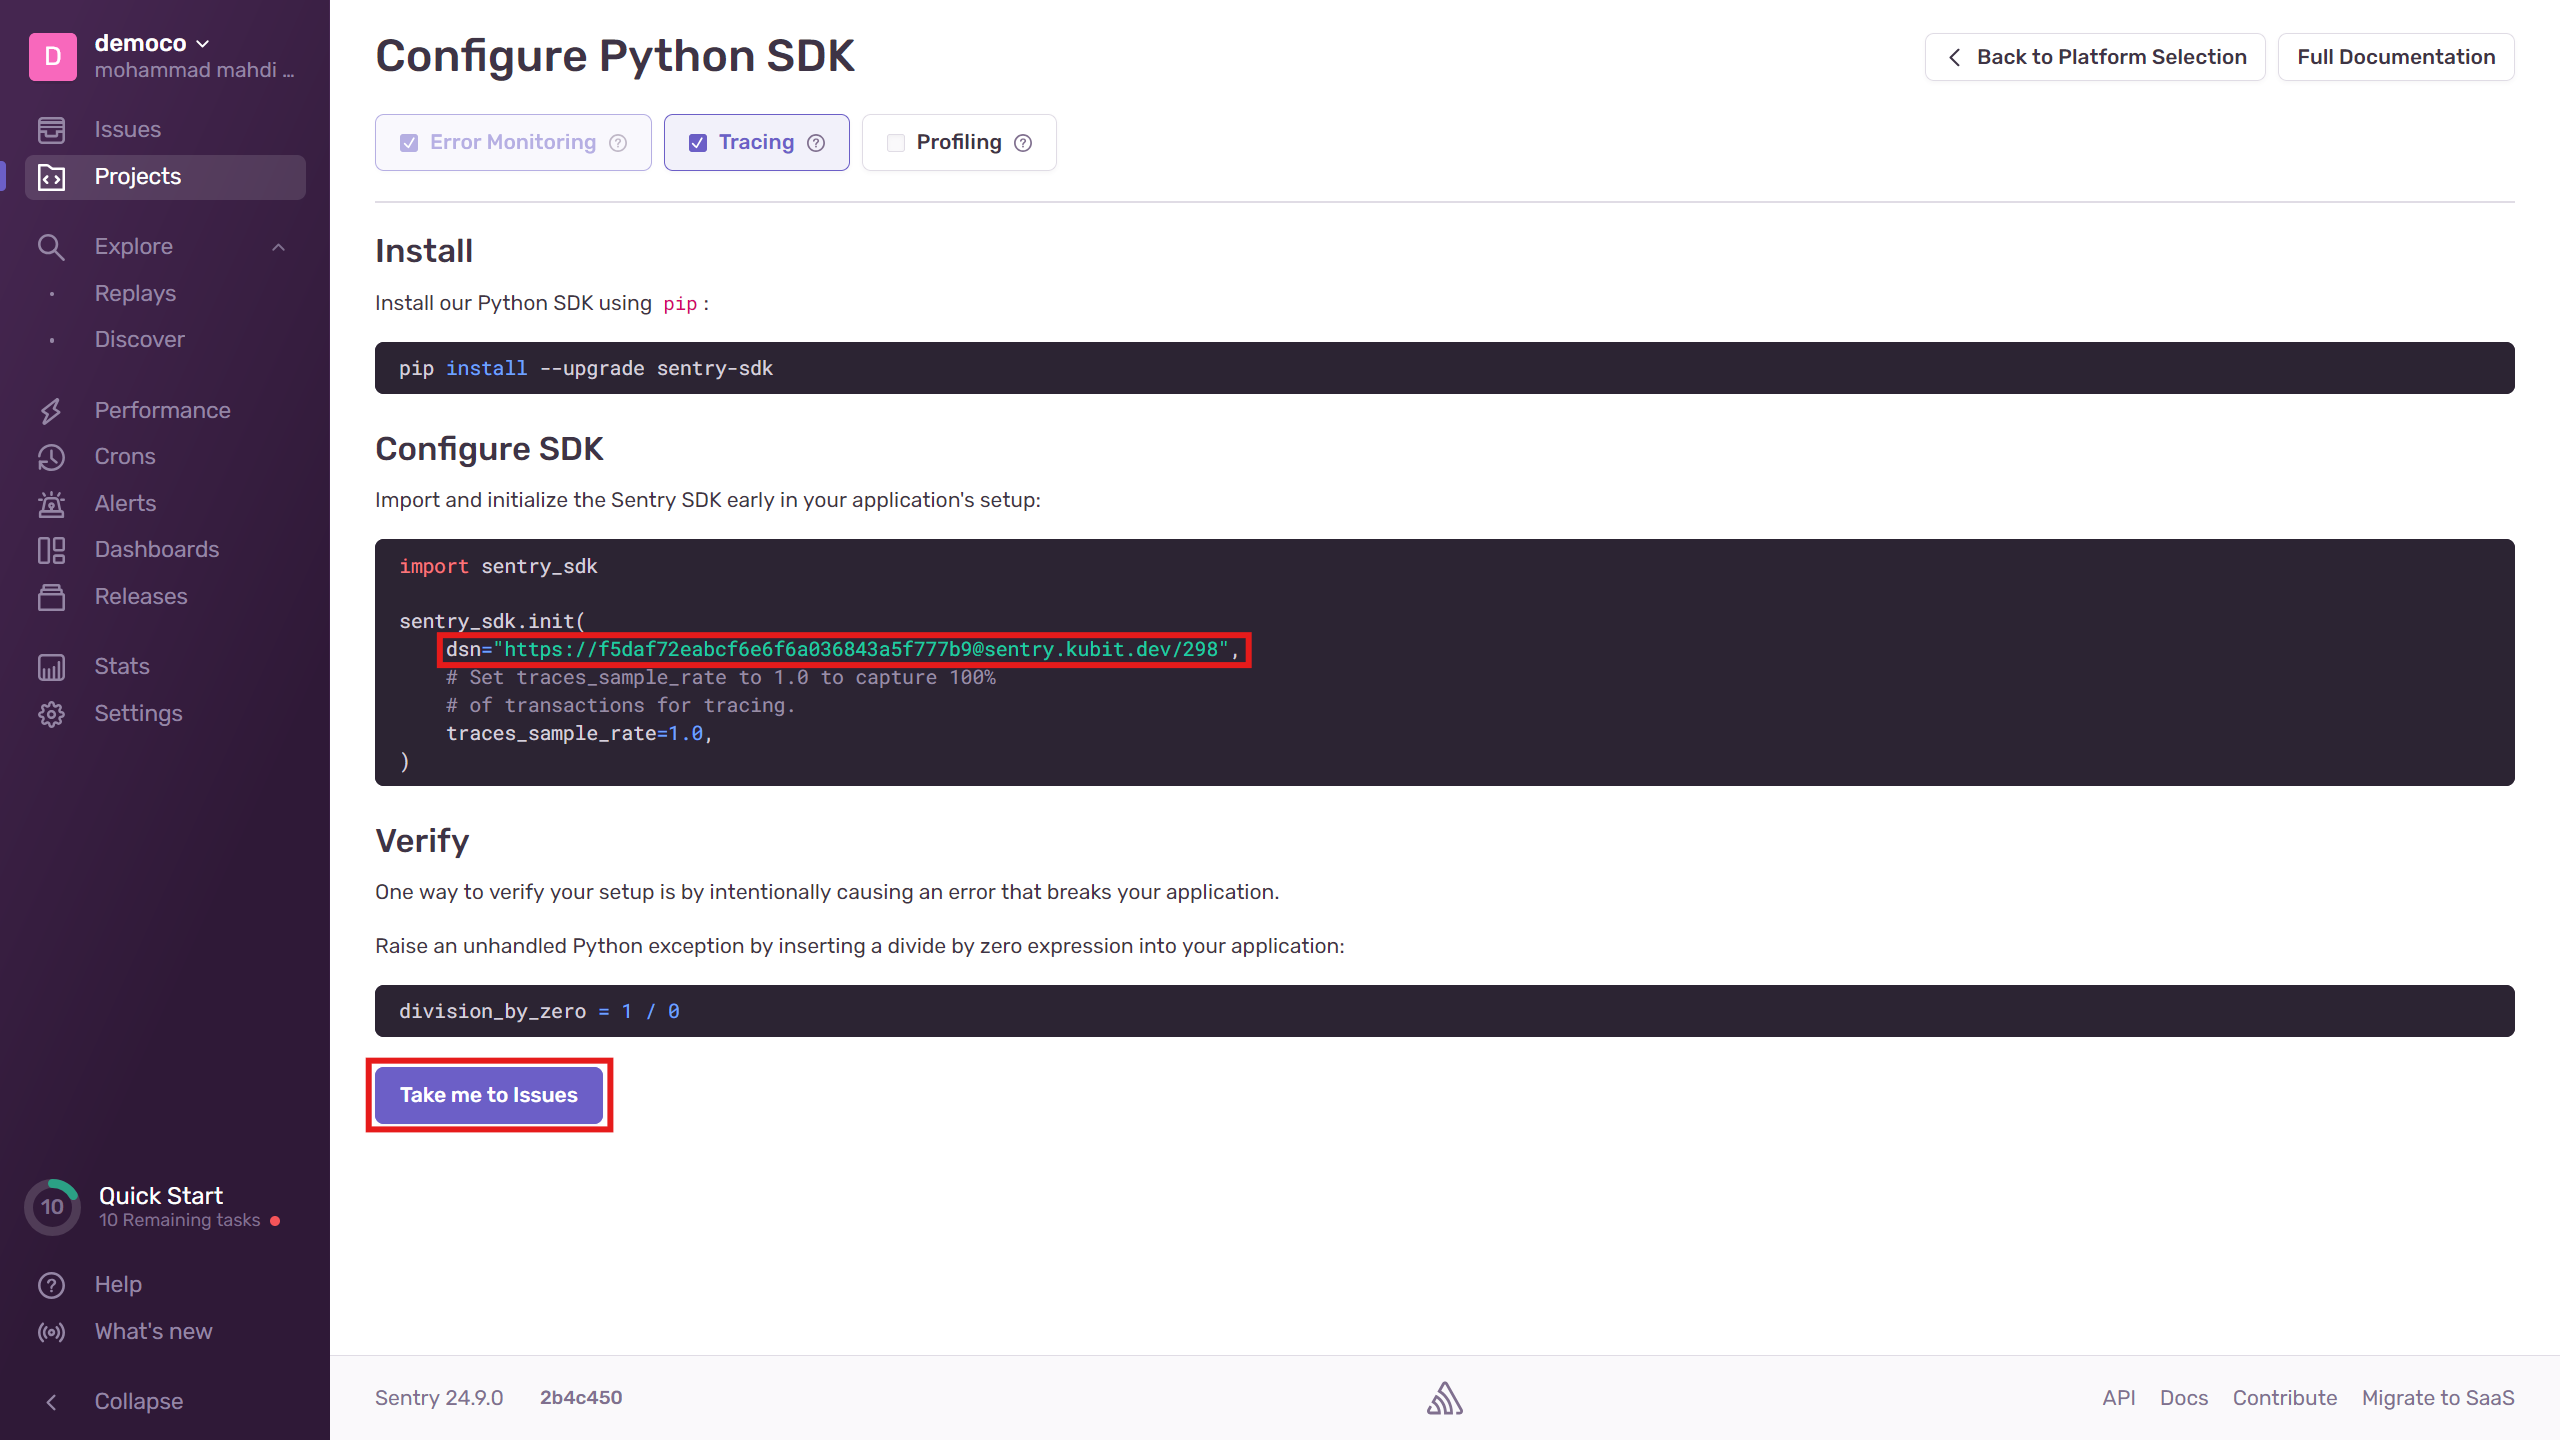 D
democo
mohammad mahdi ...
Issues
Projects
Explore
Replays
Discover
Performance
Crons
Alerts
Dashboards
Releases
Stats
Settings
10
Quick Start
10 Remaining tasks
Help
What's new
Collapse
Configure Python SDK
Back to Platform Selection
Full Documentation
Error Monitoring ?
Tracing ?
Profiling ?
Install
Install our Python SDK using pip :
pip install --upgrade sentry-sdk
Configure SDK
Import and initialize the Sentry SDK early in your application's setup:
import sentry_sdk
sentry_sdk.init(
dsn="https://f5daf72eabcf6e6f6a036843a5f777b9@sentry.kubit.dev/298",
# Set traces_sample_rate to 1.0 to capture 100%
# of transactions for tracing.
traces_sample_rate=1.0,
)
Verify
One way to verify your setup is by intentionally causing an error that breaks your application.
Raise an unhandled Python exception by inserting a divide by zero expression into your application:
division_by_zero = 1 / 0
Take me to Issues
Sentry 24.9.0 2b4c450
API Docs Contribute Migrate to SaaS